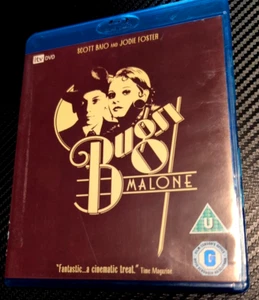 itv DVD
SCOTT BAIO AND JODIE FOSTER
Bugsy
MALONE
U
G
"Fantastic...a cinematic treat." Time Magazine